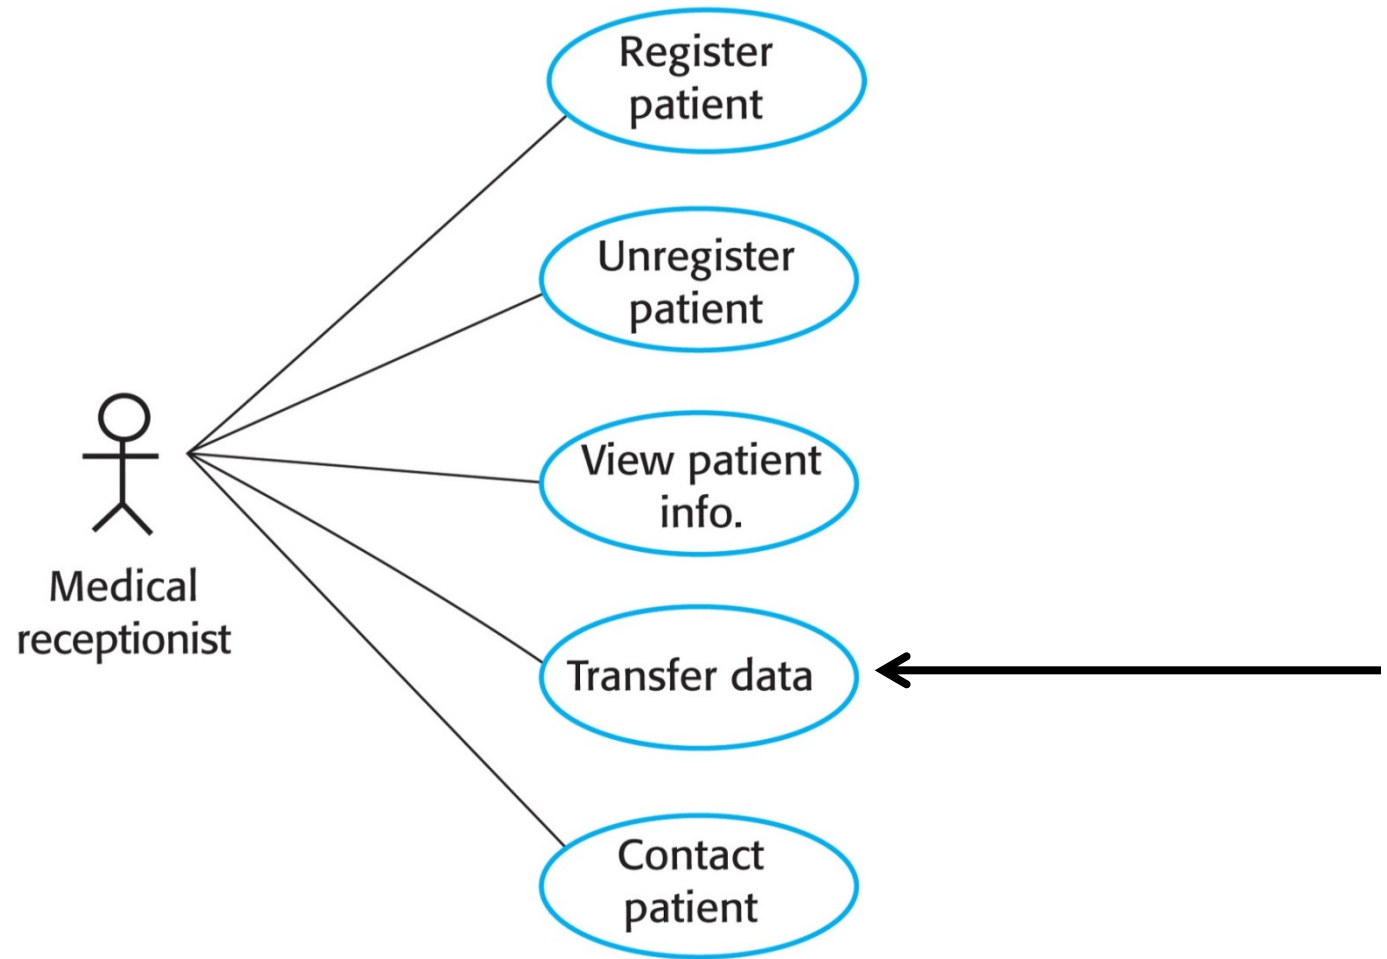 Register
patient
Unregister
patient
View patient
info.
Medical
receptionist
Transfer data
Contact
patient